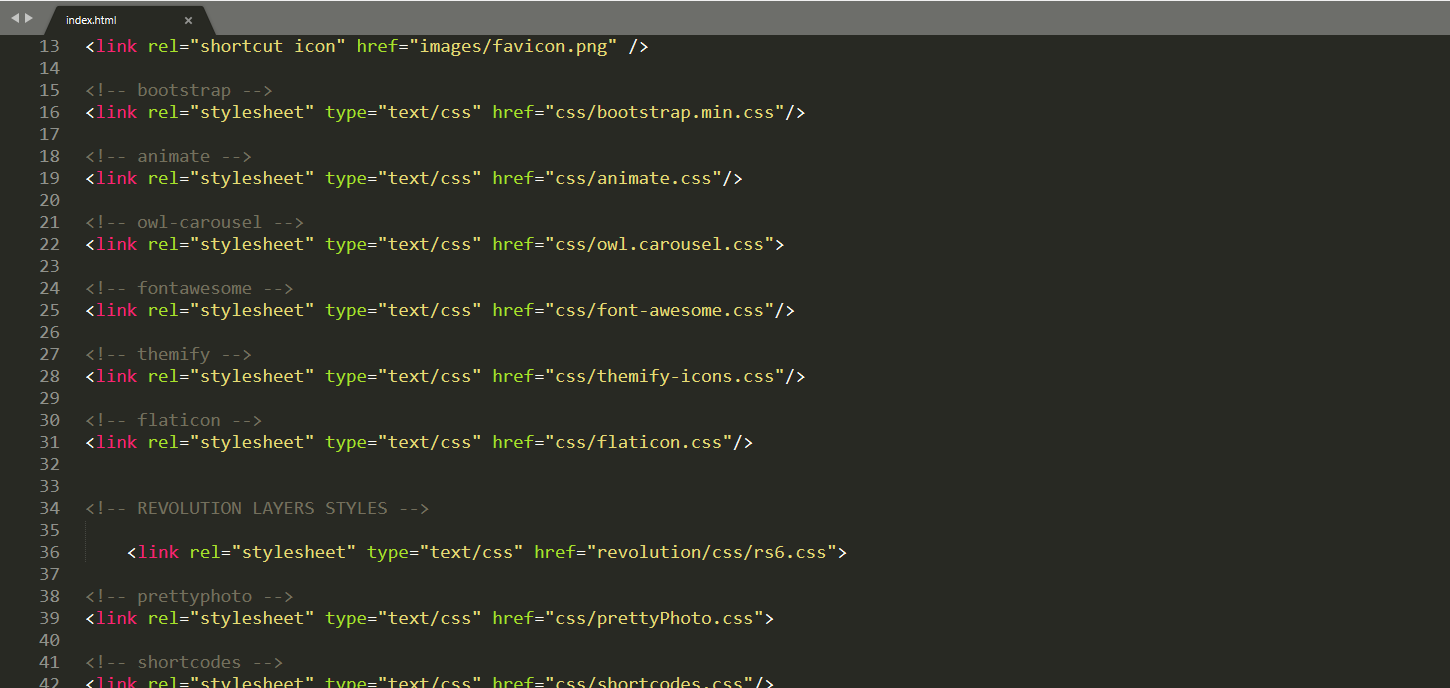 index.html ×
13 <link rel="shortcut icon" href="images/favicon.png" />
14
15 <!-- bootstrap -->
16 <link rel="stylesheet" type="text/css" href="css/bootstrap.min.css"/>
17
18 <!-- animate -->
19 <link rel="stylesheet" type="text/css" href="css/animate.css"/>
20
21 <!-- owl-carousel -->
22 <link rel="stylesheet" type="text/css" href="css/owl.carousel.css">
23
24 <!-- fontawesome -->
25 <link rel="stylesheet" type="text/css" href="css/font-awesome.css"/>
26
27 <!-- themify -->
28 <link rel="stylesheet" type="text/css" href="css/themify-icons.css"/>
29
30 <!-- flaticon -->
31 <link rel="stylesheet" type="text/css" href="css/flaticon.css"/>
32
33
34 <!-- REVOLUTION LAYERS STYLES -->
35
36     <link rel="stylesheet" type="text/css" href="revolution/css/rs6.css">
37
38 <!-- prettyphoto -->
39 <link rel="stylesheet" type="text/css" href="css/prettyPhoto.css">
40
41 <!-- shortcodes -->
42 <link rel="stylesheet" type="text/css" href="css/shortcodes.css"/>